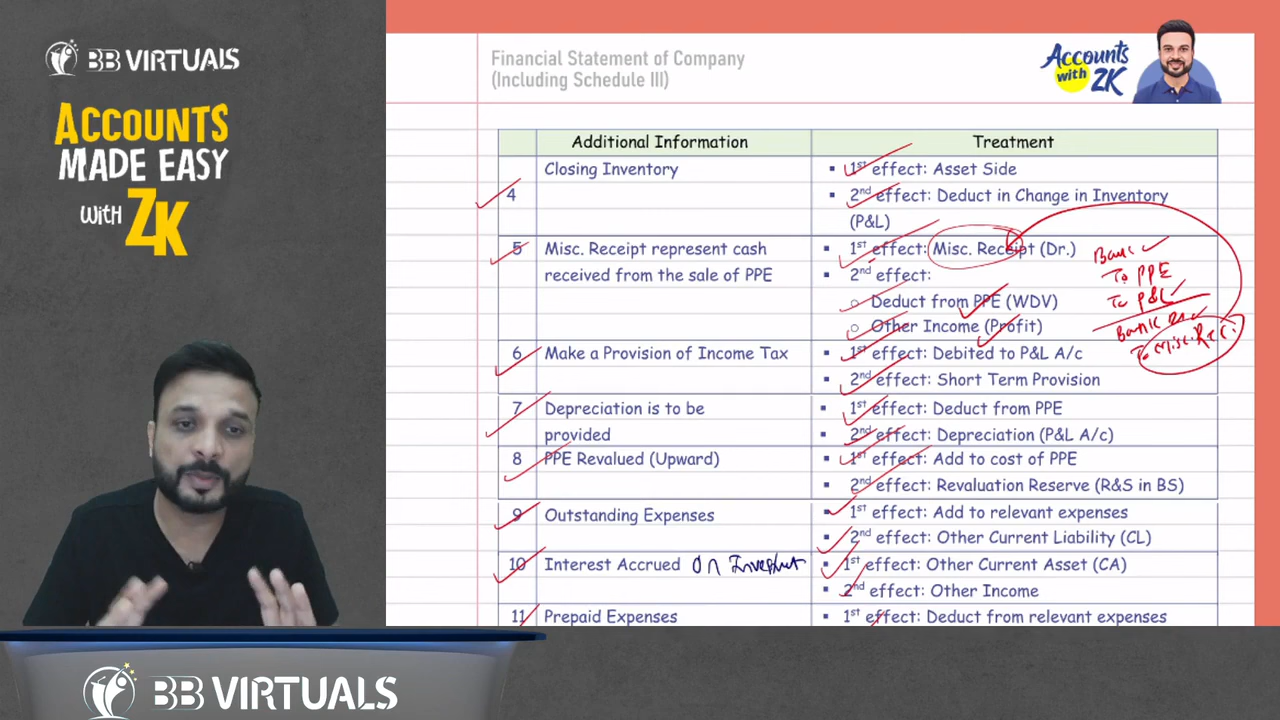 BB VIRTUALS
ACCOUNTS
MADE EASY
WITH ZK
Financial Statement of Company
(Including Schedule III)
Accounts
with
ZK
Additional Information Treatment
4 Closing Inventory
▪ 1st effect: Asset Side
▪ 2nd effect: Deduct in Change in Inventory
(P&L)
5 Misc. Receipt represent cash
received from the sale of PPE
▪ 1st effect: Misc. Receipt (Dr.)
▪ 2nd effect:
o Deduct from PPE (WDV)
o Other Income (Profit)
Bank
To PPE
To P&L
Bank
To Misc. Rec.
6 Make a Provision of Income Tax
▪ 1st effect: Debited to P&L A/c
▪ 2nd effect: Short Term Provision
7 Depreciation is to be
provided
▪ 1st effect: Deduct from PPE
▪ 2nd effect: Depreciation (P&L A/c)
8 PPE Revalued (Upward)
▪ 1st effect: Add to cost of PPE
▪ 2nd effect: Revaluation Reserve (R&S in BS)
9 Outstanding Expenses
▪ 1st effect: Add to relevant expenses
▪ 2nd effect: Other Current Liability (CL)
10 Interest Accrued On
▪ 1st effect: Other Current Asset (CA)
▪ 2nd effect: Other Income
11 Prepaid Expenses
▪ 1st effect: Deduct from relevant expenses
BB VIRTUALS